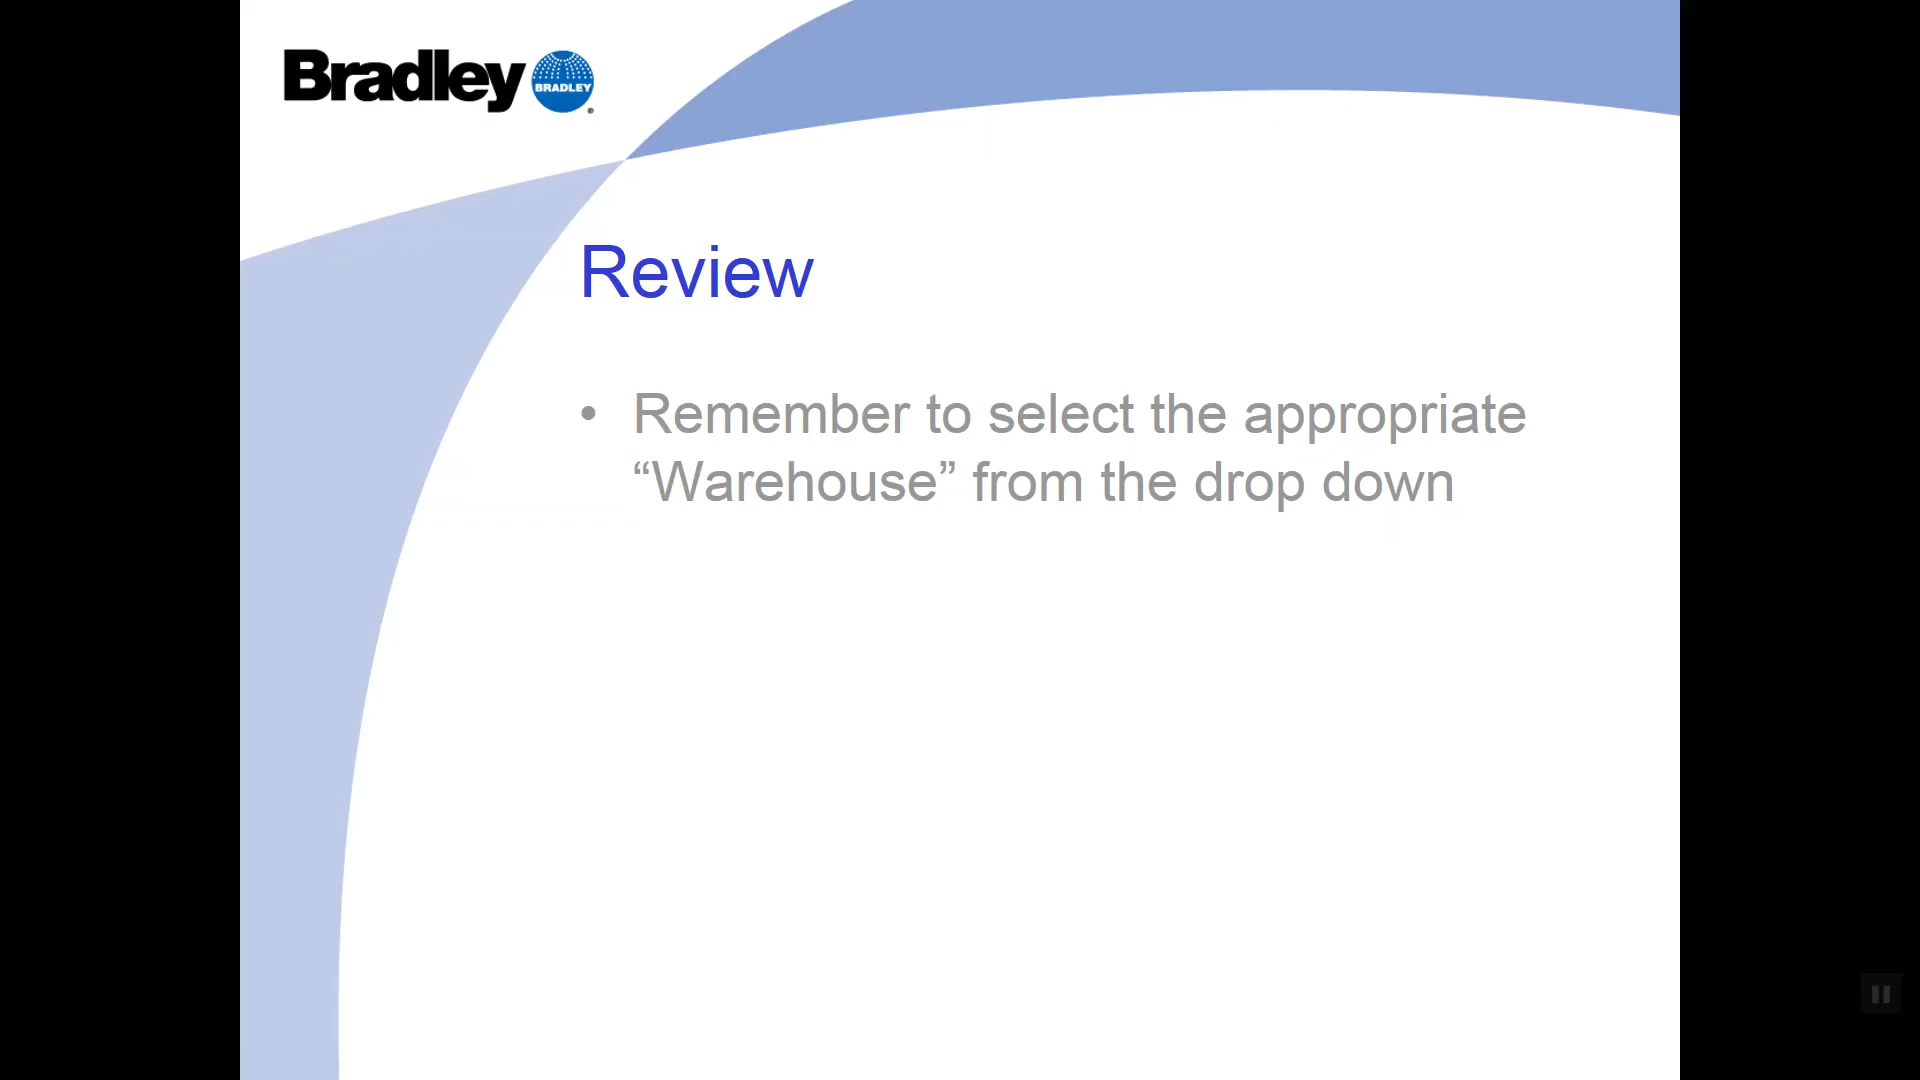 Bradley
BRADLEY
®
Review
• Remember to select the appropriate
“Warehouse” from the drop down